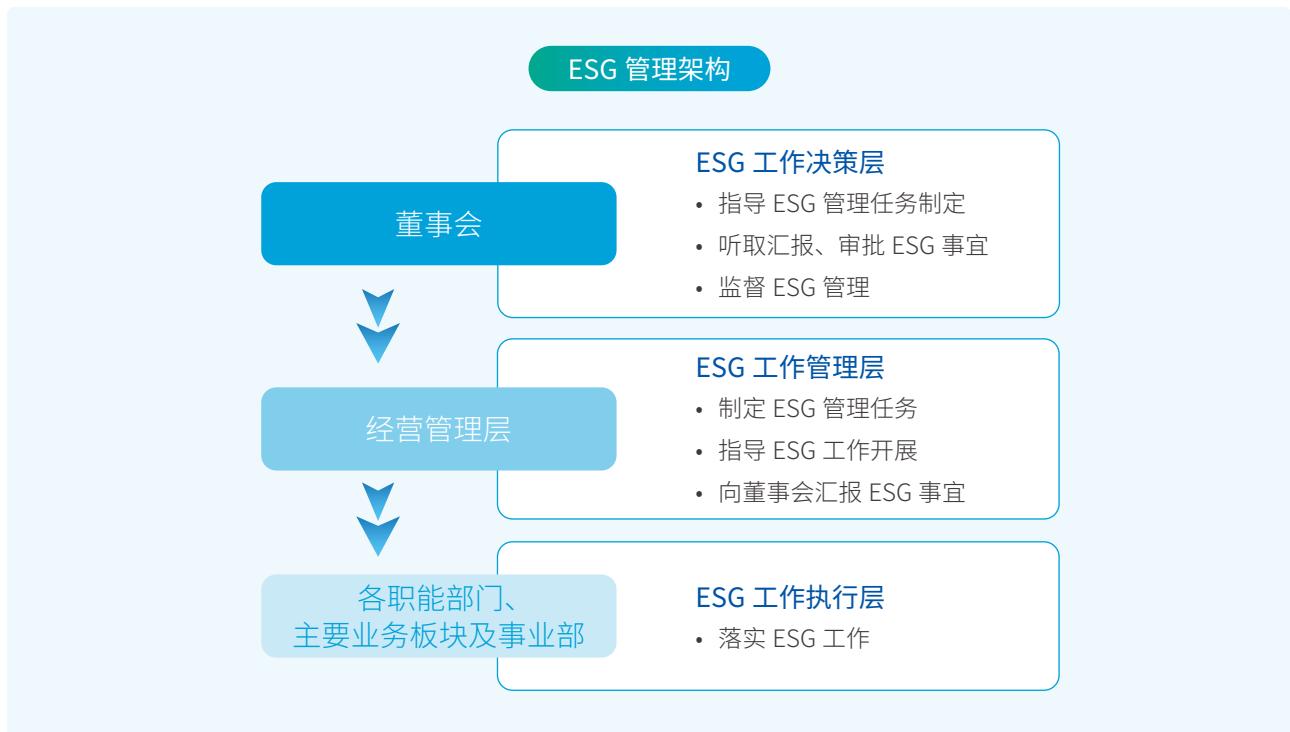 ESG 管理架构
董事会
ESG 工作决策层
• 指导 ESG 管理任务制定
• 听取汇报、审批 ESG 事宜
• 监督 ESG 管理
经营管理层
ESG 工作管理层
• 制定 ESG 管理任务
• 指导 ESG 工作开展
• 向董事会汇报 ESG 事宜
各职能部门、
主要业务板块及事业部
ESG 工作执行层
• 落实 ESG 工作